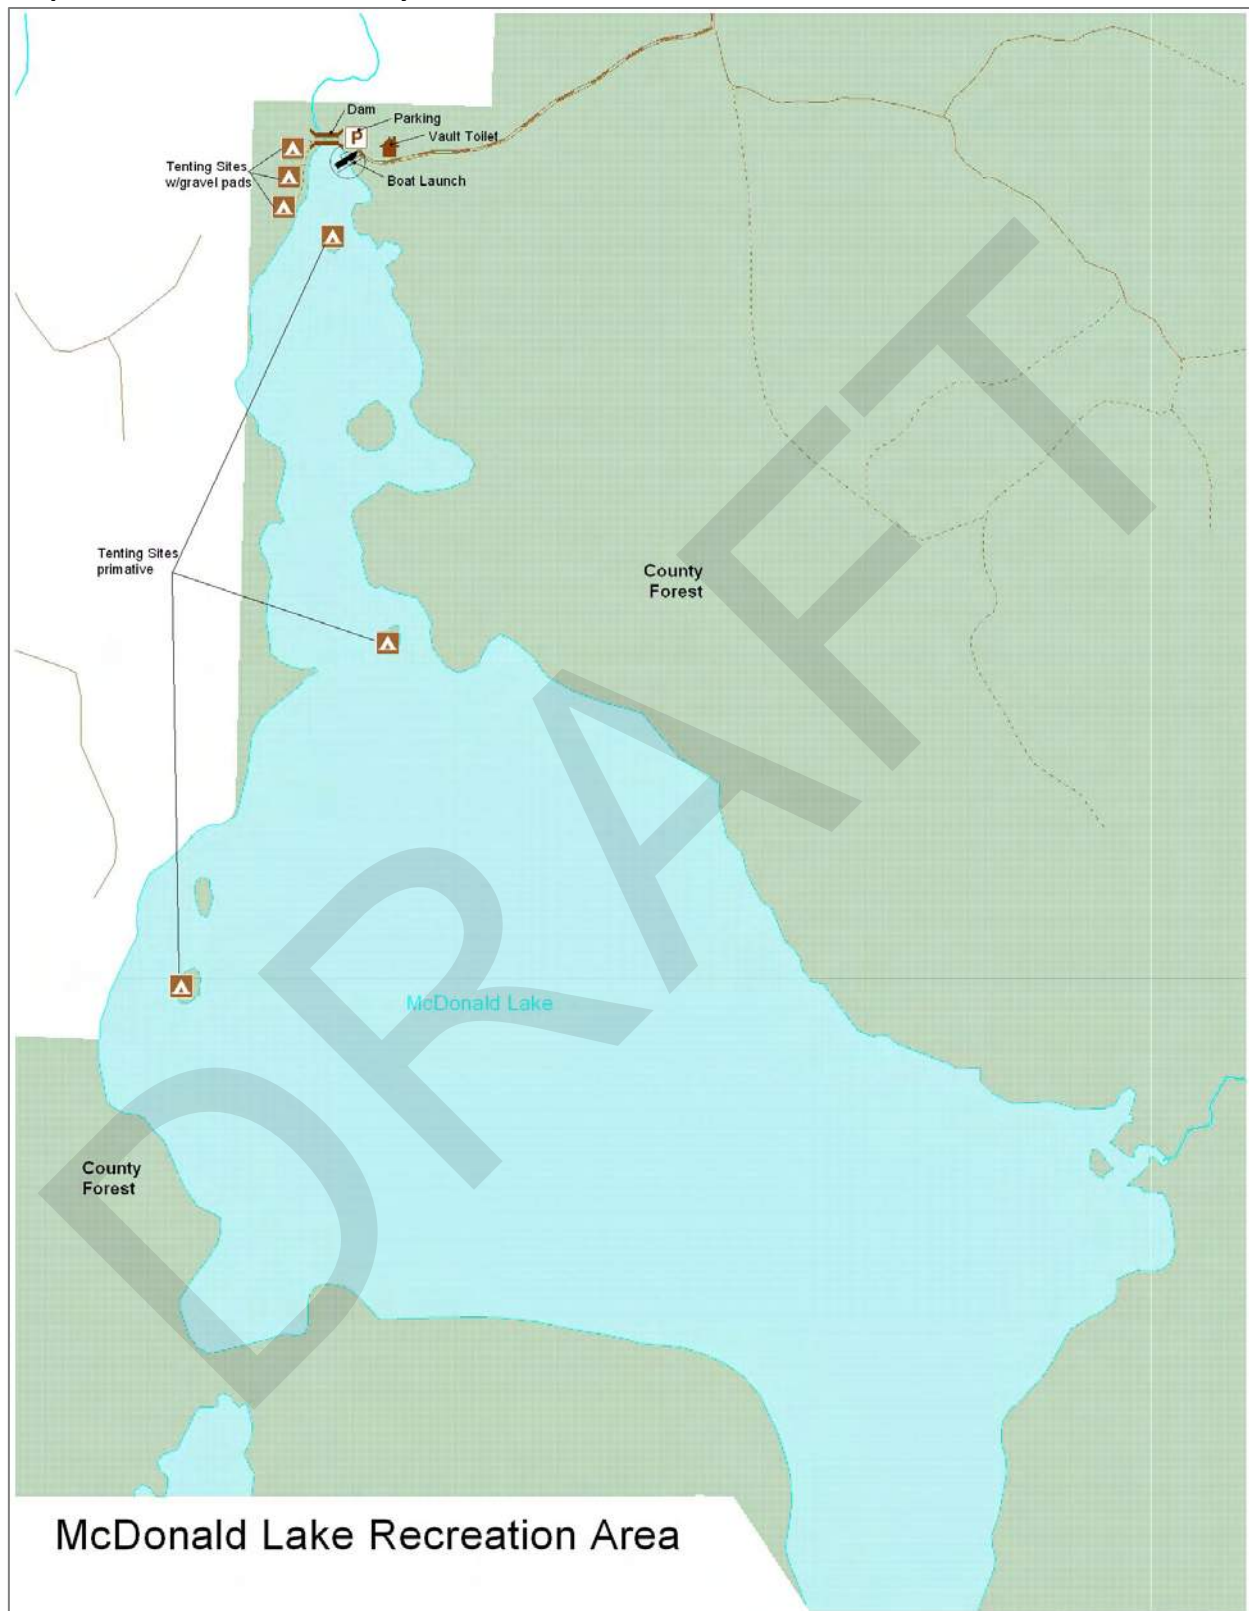 Dam
Parking
Vault Toilet
Tenting Sites
w/gravel pads
Boat Launch
Tenting Sites
primative
County
Forest
McDonald Lake
County
Forest
McDonald Lake Recreation Area
P
DRAFT